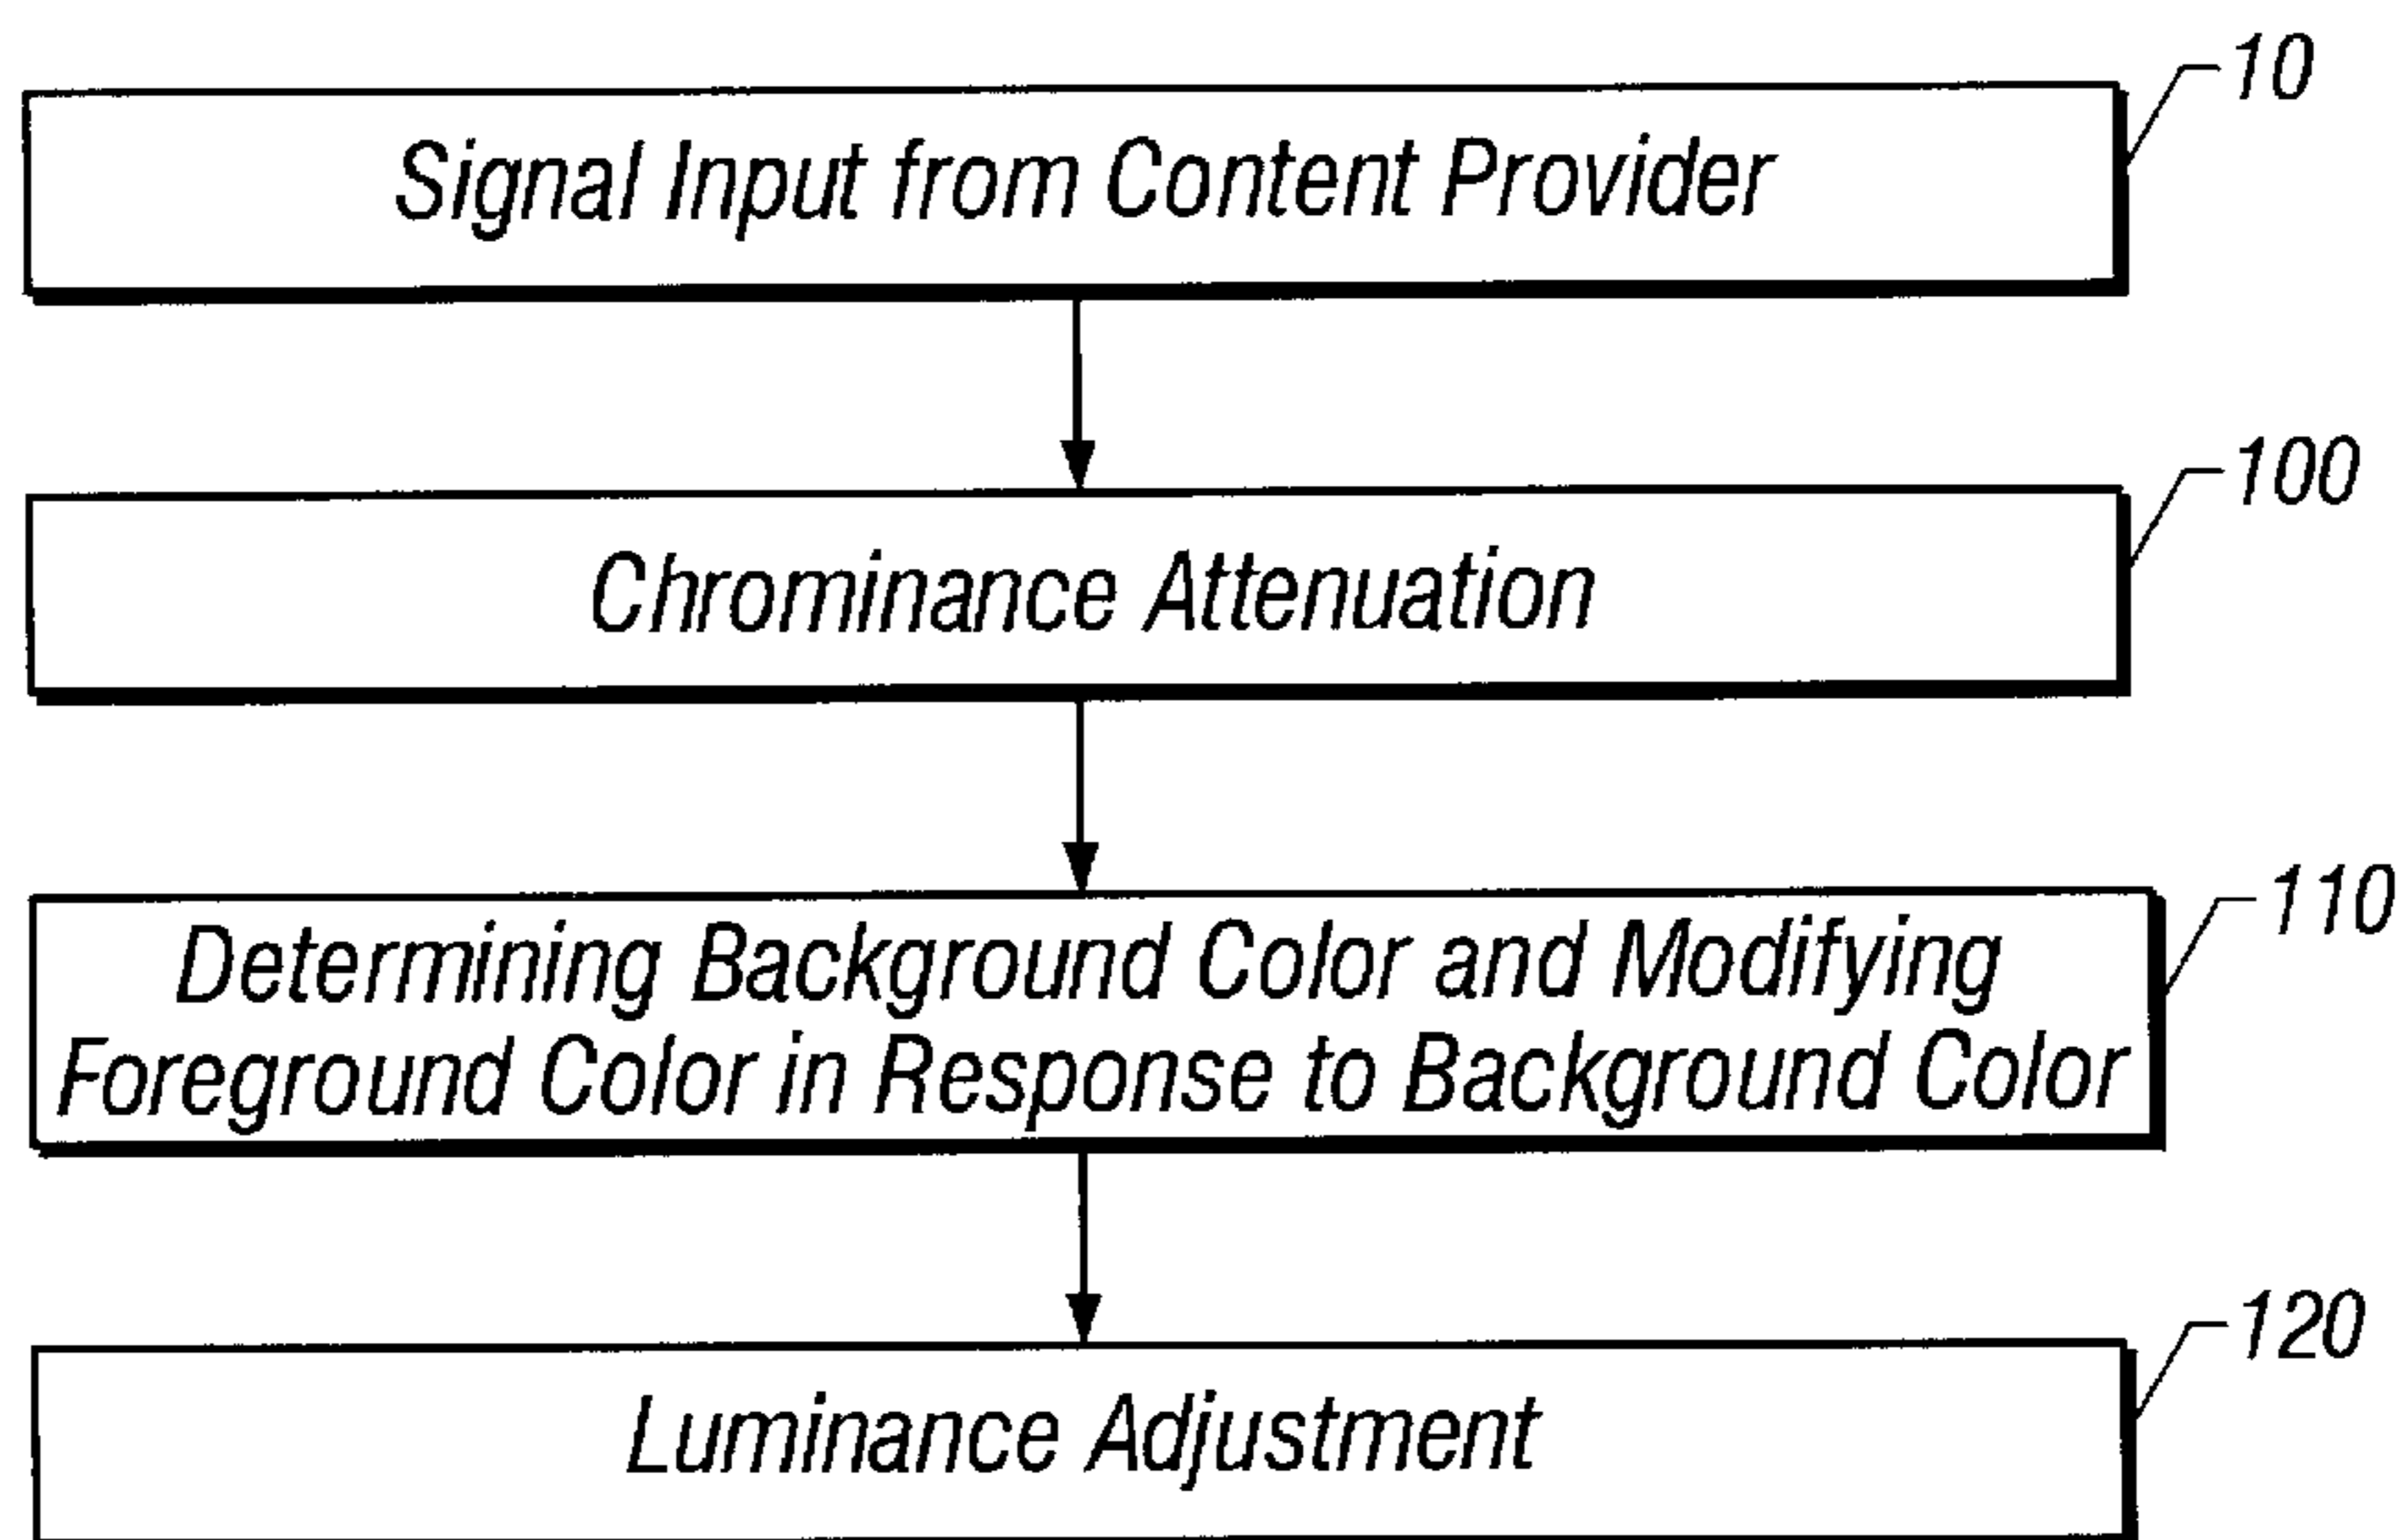 10
Signal Input from Content Provider
100
Chrominance Attenuation
110
Determining Background Color and Modifying
Foreground Color in Response to Background Color
120
Luminance Adjustment